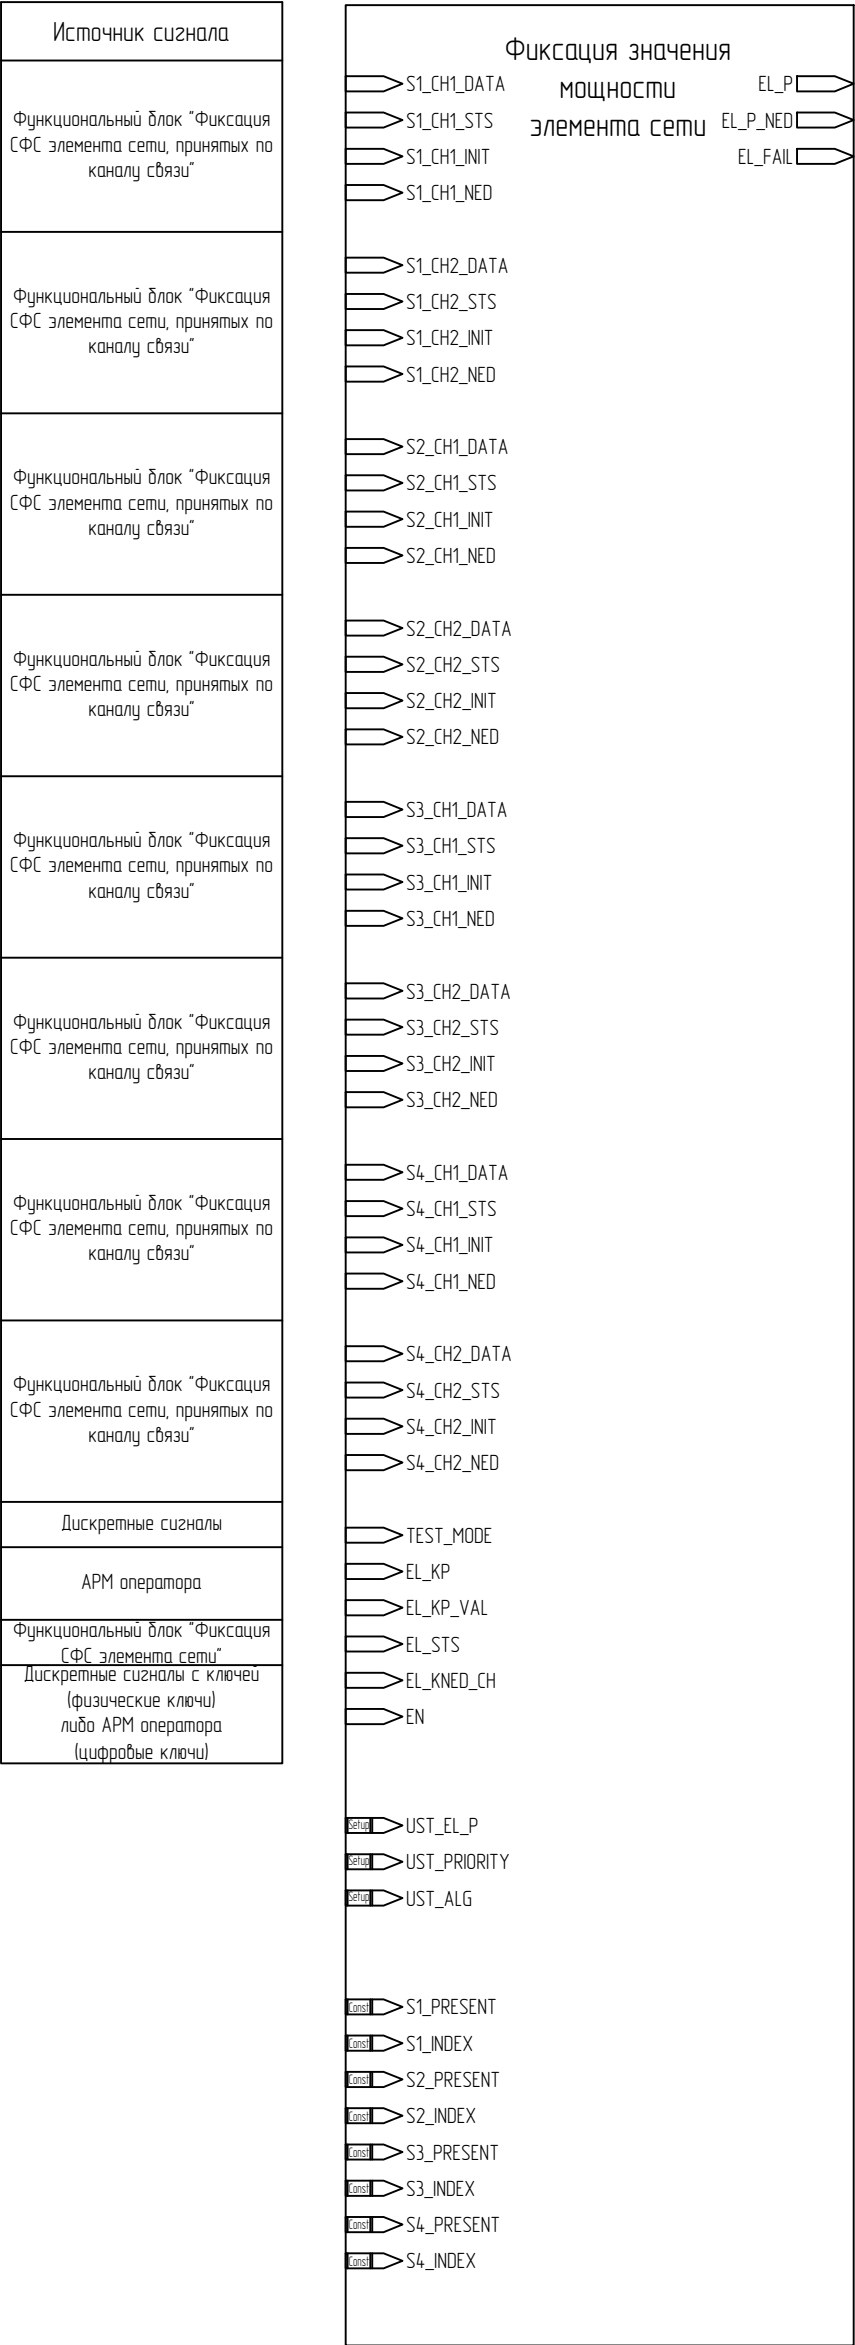 Источник сигнала
Функциональный блок "Фиксация
СФС элемента сети, принятых по
каналу связи"
Функциональный блок "Фиксация
СФС элемента сети, принятых по
каналу связи"
Функциональный блок "Фиксация
СФС элемента сети, принятых по
каналу связи"
Функциональный блок "Фиксация
СФС элемента сети, принятых по
каналу связи"
Функциональный блок "Фиксация
СФС элемента сети, принятых по
каналу связи"
Функциональный блок "Фиксация
СФС элемента сети, принятых по
каналу связи"
Функциональный блок "Фиксация
СФС элемента сети, принятых по
каналу связи"
Функциональный блок "Фиксация
СФС элемента сети, принятых по
каналу связи"
Дискретные сигналы
АРМ оператора
Функциональный блок "Фиксация
СФС элемента сети"
Дискретные сигналы с ключей
(физические ключи)
либо АРМ оператора
(цифровые ключи)
Фиксация значения
мощности
элемента сети
S1_CH1_DATA
S1_CH1_STS
S1_CH1_INIT
S1_CH1_NED
S1_CH2_DATA
S1_CH2_STS
S1_CH2_INIT
S1_CH2_NED
S2_CH1_DATA
S2_CH1_STS
S2_CH1_INIT
S2_CH1_NED
S2_CH2_DATA
S2_CH2_STS
S2_CH2_INIT
S2_CH2_NED
S3_CH1_DATA
S3_CH1_STS
S3_CH1_INIT
S3_CH1_NED
S3_CH2_DATA
S3_CH2_STS
S3_CH2_INIT
S3_CH2_NED
S4_CH1_DATA
S4_CH1_STS
S4_CH1_INIT
S4_CH1_NED
S4_CH2_DATA
S4_CH2_STS
S4_CH2_INIT
S4_CH2_NED
TEST_MODE
EL_KP
EL_KP_VAL
EL_STS
EL_KNED_CH
EN
Setup UST_EL_P
Setup UST_PRIORITY
Setup UST_ALG
Const S1_PRESENT
Const S1_INDEX
Const S2_PRESENT
Const S2_INDEX
Const S3_PRESENT
Const S3_INDEX
Const S4_PRESENT
Const S4_INDEX
EL_P
EL_P_NED
EL_FAIL